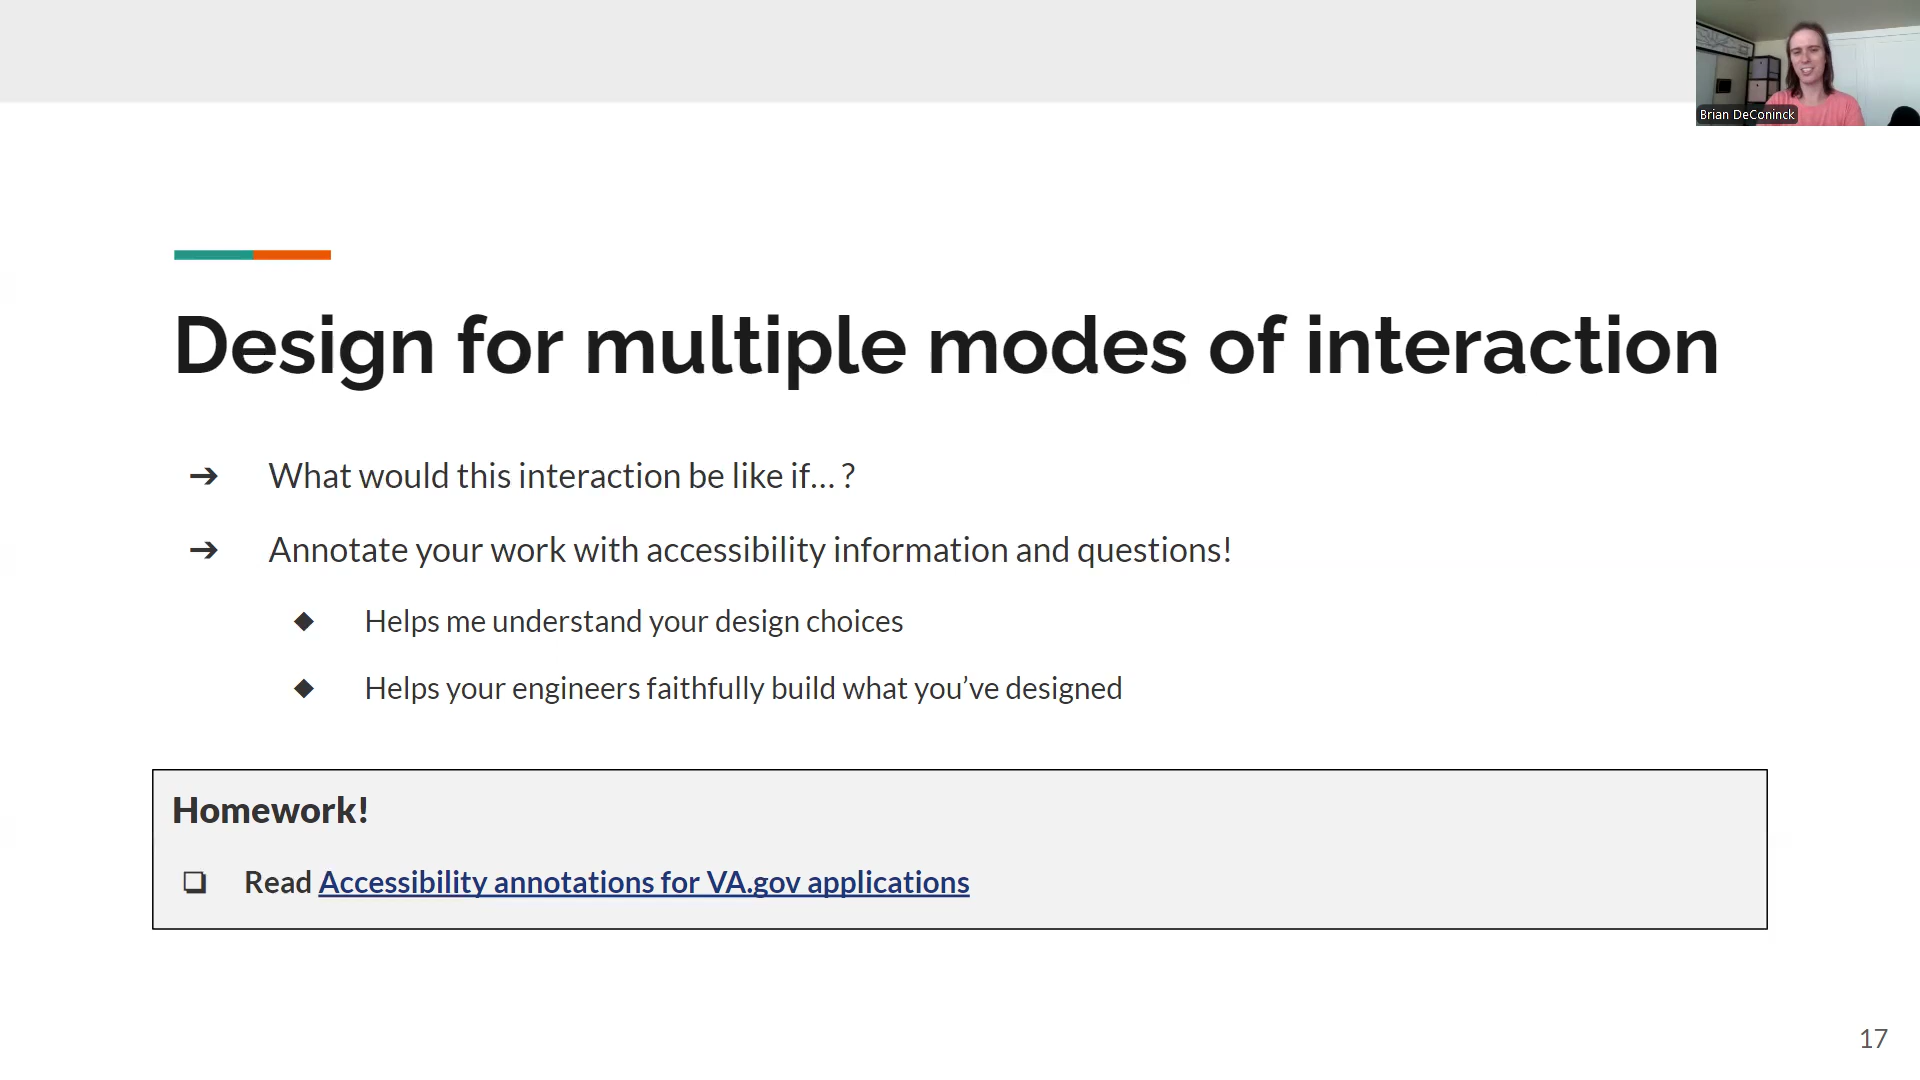 Brian DeConinck
Design for multiple modes of interaction
➔ What would this interaction be like if… ?
➔ Annotate your work with accessibility information and questions!
◆ Helps me understand your design choices
◆ Helps your engineers faithfully build what you’ve designed
Homework!
❏ Read Accessibility annotations for VA.gov applications
17